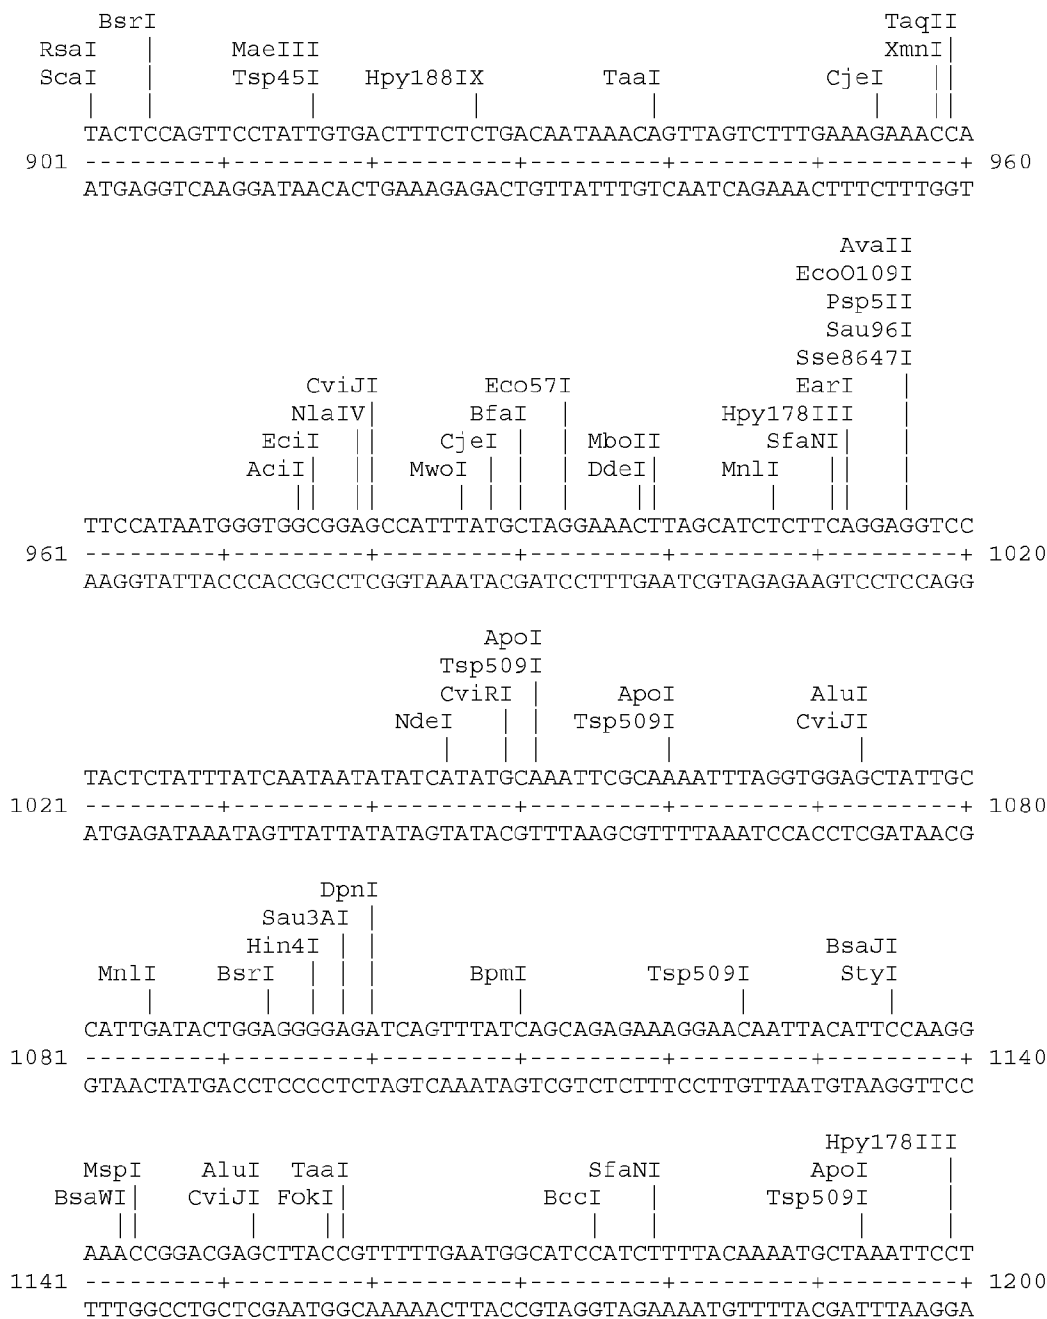 BsrI TaqII
RsaI MaeIII XmnI
ScaI Tsp45I Hpy188IX TaaI CjeI
TACTCCAGTTCCTATTGTGACTTTCTCTGACAATAAACAGTTAGTCTTTGAAAGAAACCA
901 ---------+---------+---------+---------+---------+---------+ 960
ATGAGGTCAAGGATAACACTGAAAGAGACTGTTATTTGTCAATCAGAAACTTTCTTTGGT
AvaII
EcoO109I
Psp5II
Sau96I
Sse8647I
CviJI Eco57I EarI
NlaIV BfaI Hpy178III
EciI CjeI MboII SfaNI
AciI MwoI DdeI MnlI
TTCCATAATGGGTGGCGGAGCCATTTATGCTAGGAAACTTAGCATCTCTTCAGGAGGTCC
961 ---------+---------+---------+---------+---------+---------+ 1020
AAGGTATTACCCACCGCCTCGGTAAATACGATCCTTTGAATCGTAGAGAAGTCCTCCAGG
ApoI
Tsp509I
CviRI ApoI AluI
NdeI Tsp509I CviJI
TACTCTATTTATCAATAATATATCATATGCAAATTCGCAAAATTTAGGTGGAGCTATTGC
1021 ---------+---------+---------+---------+---------+---------+ 1080
ATGAGATAAATAGTTATTATATAGTATACGTTTAAGCGTTTTAAATCCACCTCGATAACG
DpnI
Sau3AI
Hin4I BsaJI
MnlI BsrI BpmI Tsp509I StyI
CATTGATACTGGAGGGGAGATCAGTTTATCAGCAGAGAAAGGAACAATTACATTCCAAGG
1081 ---------+---------+---------+---------+---------+---------+ 1140
GTAACTATGACCTCCCCTCTAGTCAAATAGTCGTCTCTTTCCTTGTTAATGTAAGGTTCC
Hpy178III
MspI AluI TaaI SfaNI ApoI
BsaWI CviJI FokI BccI Tsp509I
AAACCGGACGAGCTTACCGTTTTTGAATGGCATCCATCTTTTACAAAATGCTAAATTCCT
1141 ---------+---------+---------+---------+---------+---------+ 1200
TTTGGCCTGCTCGAATGGCAAAAACTTACCGTAGGTAGAAAATGTTTTACGATTTAAGGA